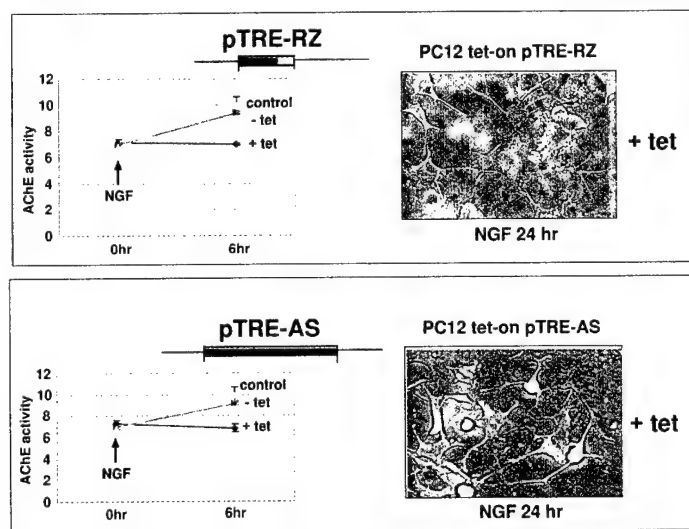 pTRE-RZ
12
10
8
6
4
2
0
AChE activity
control
- tet
+ tet
NGF
0hr
6hr
PC12 tet-on pTRE-RZ
+ tet
NGF 24 hr
pTRE-AS
12
10
8
6
4
2
0
AChE activity
control
- tet
+ tet
NGF
0hr
6hr
PC12 tet-on pTRE-AS
+ tet
NGF 24 hr